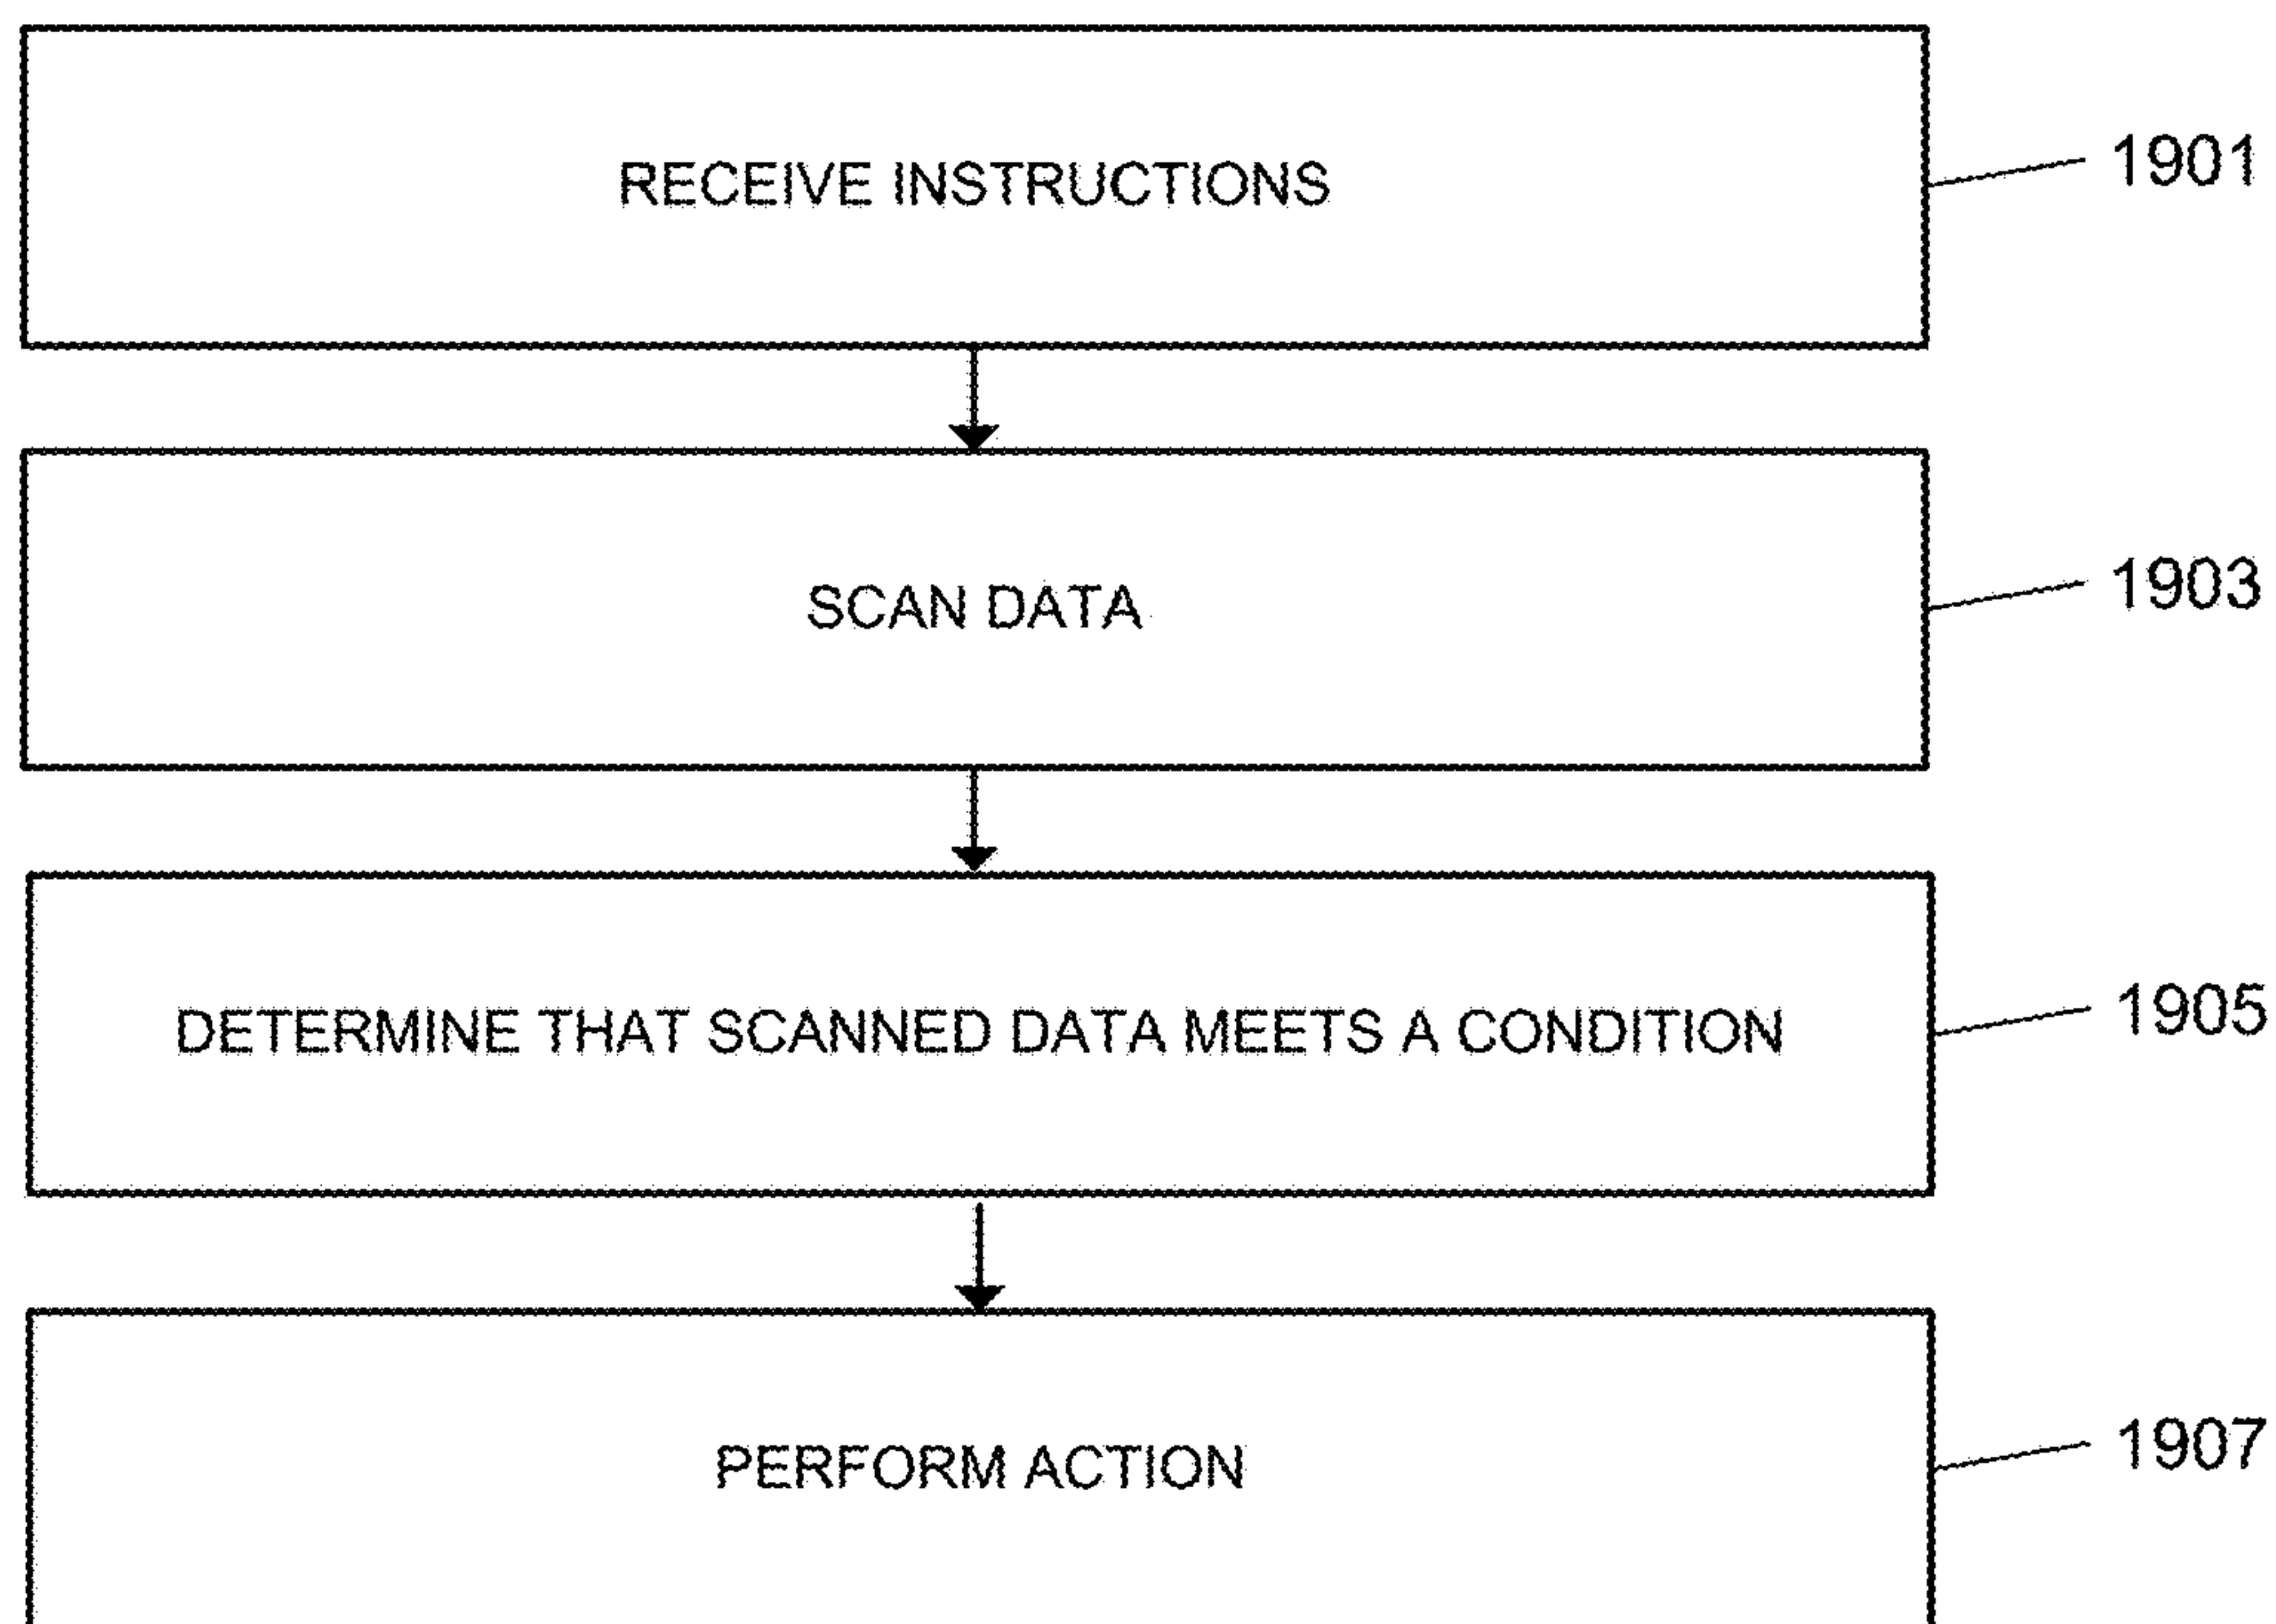 RECEIVE INSTRUCTIONS
1901
SCAN DATA
1903
DETERMINE THAT SCANNED DATA MEETS A CONDITION
1905
PERFORM ACTION
1907